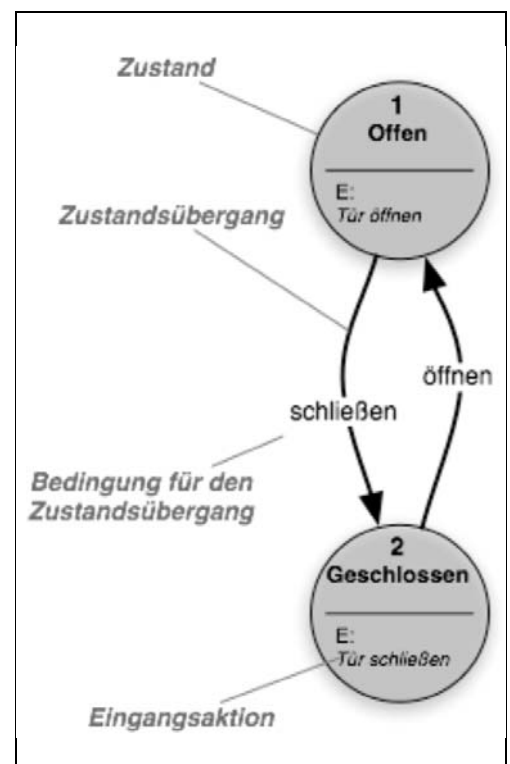 Zustand
1
Offen
E:
Tür öffnen
Zustandsübergang
öffnen
schließen
Bedingung für den
Zustandsübergang
2
Geschlossen
E:
Tür schließen
Eingangsaktion